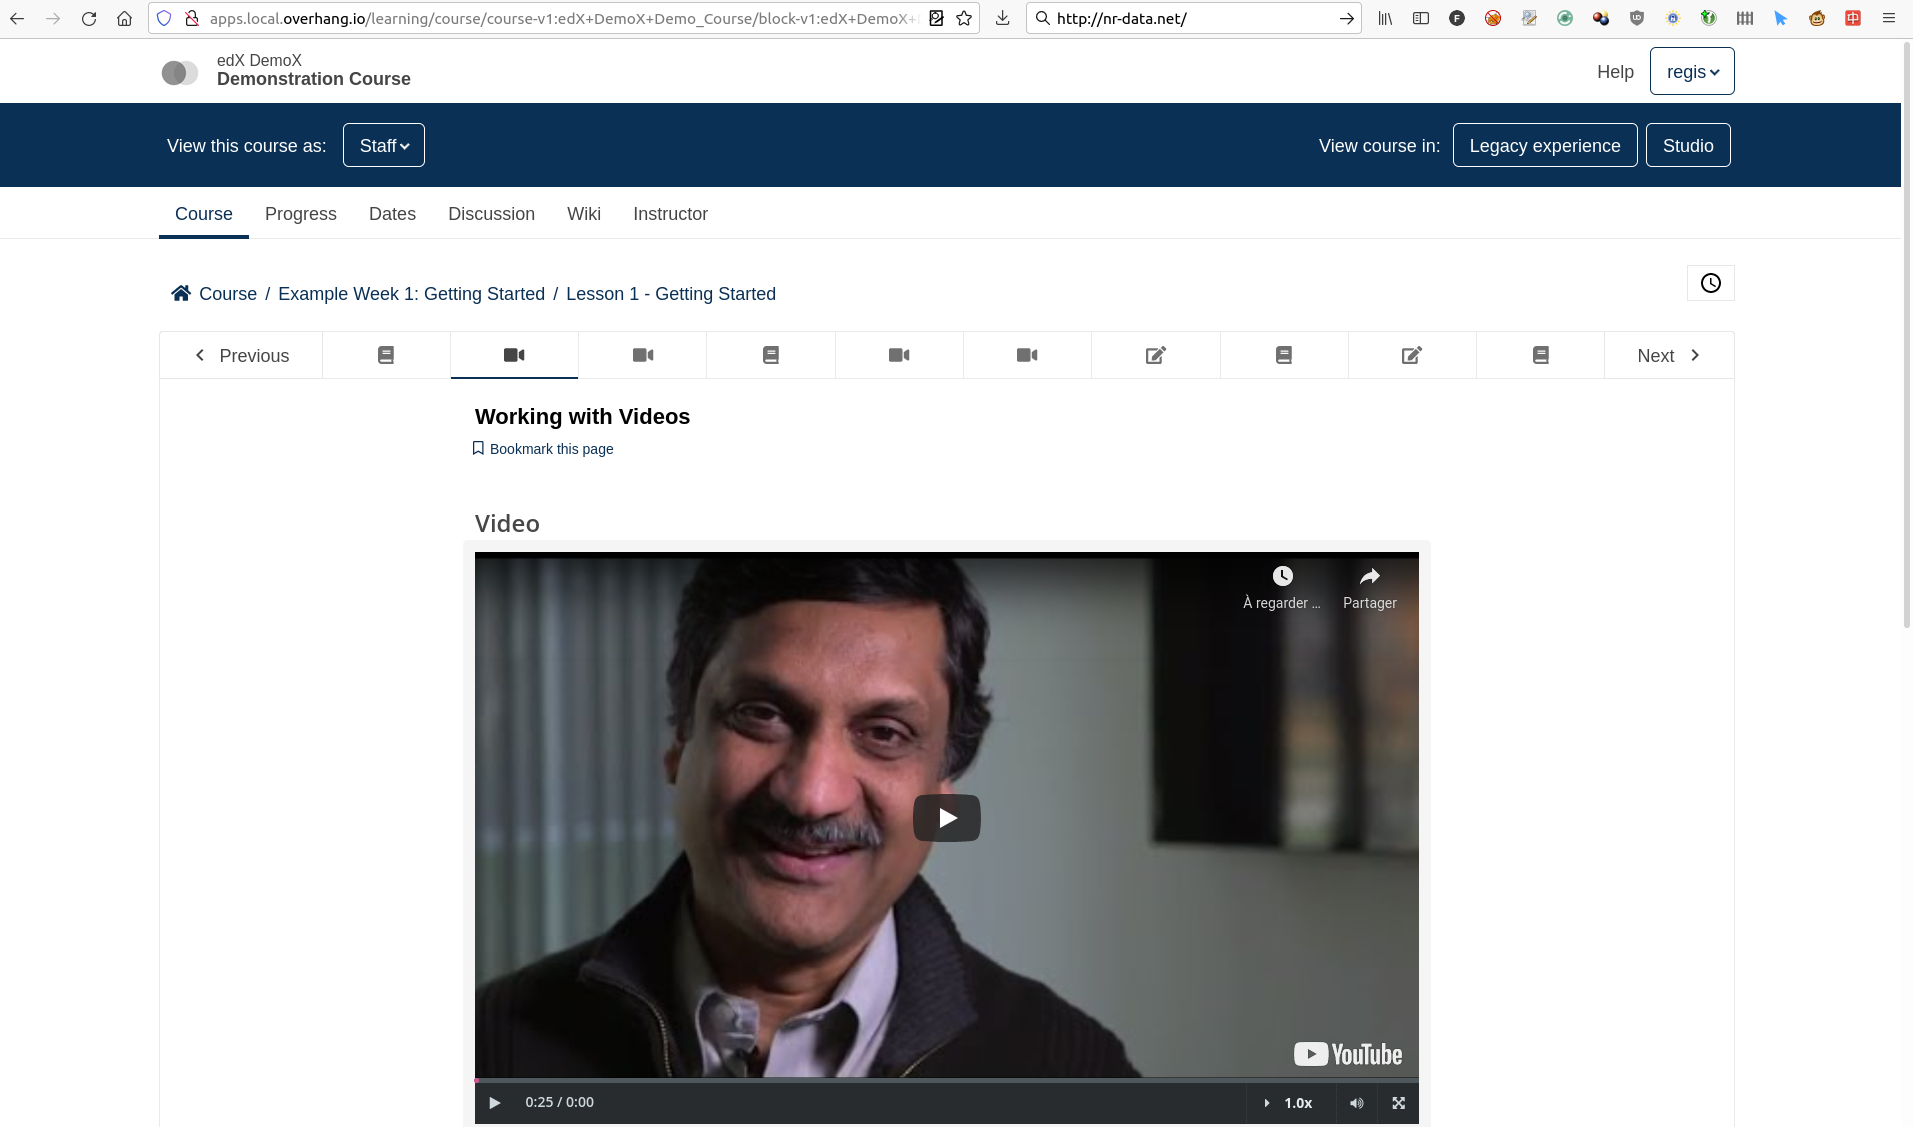 apps.local.overhang.io/learning/course/course-v1:edX+DemoX+Demo_Course/block-v1:edX+DemoX+
http://nr-data.net/
edX DemoX
Demonstration Course
Help
regis
View this course as:
Staff
View course in:
Legacy experience
Studio
Course
Progress
Dates
Discussion
Wiki
Instructor
Course / Example Week 1: Getting Started / Lesson 1 - Getting Started
Previous
Next
Working with Videos
Bookmark this page
Video
À regarder ...
Partager
YouTube
0:25 / 0:00
1.0x